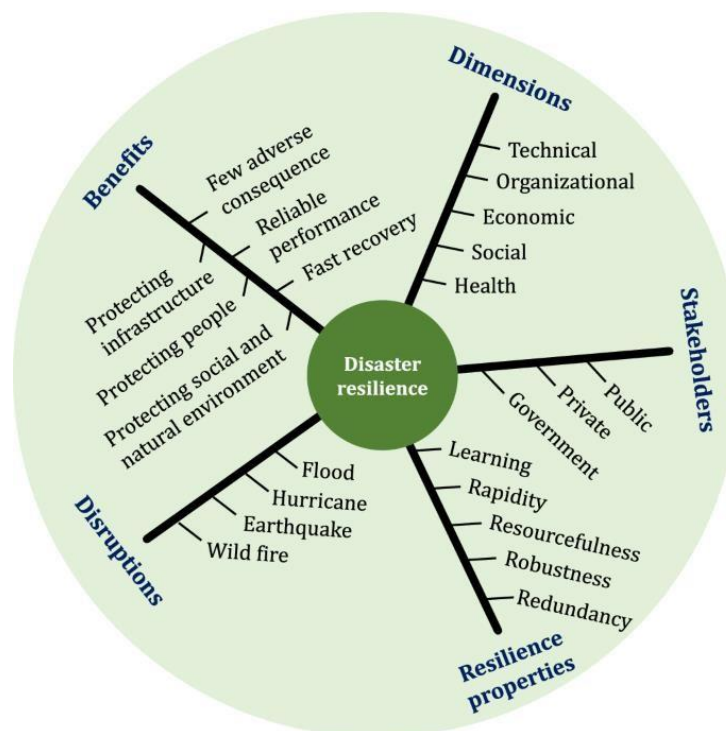 Dimensions
Technical
Organizational
Economic
Social
Health
Benefits
Few adverse
consequence
Reliable
performance
Fast recovery
Protecting
infrastructure
Protecting people
Protecting social and
natural environment
Disaster
resilience
Stakeholders
Public
Private
Government
Disruptions
Flood
Hurricane
Earthquake
Wild fire
Learning
Rapidity
Resourcefulness
Robustness
Redundancy
Resilience
properties